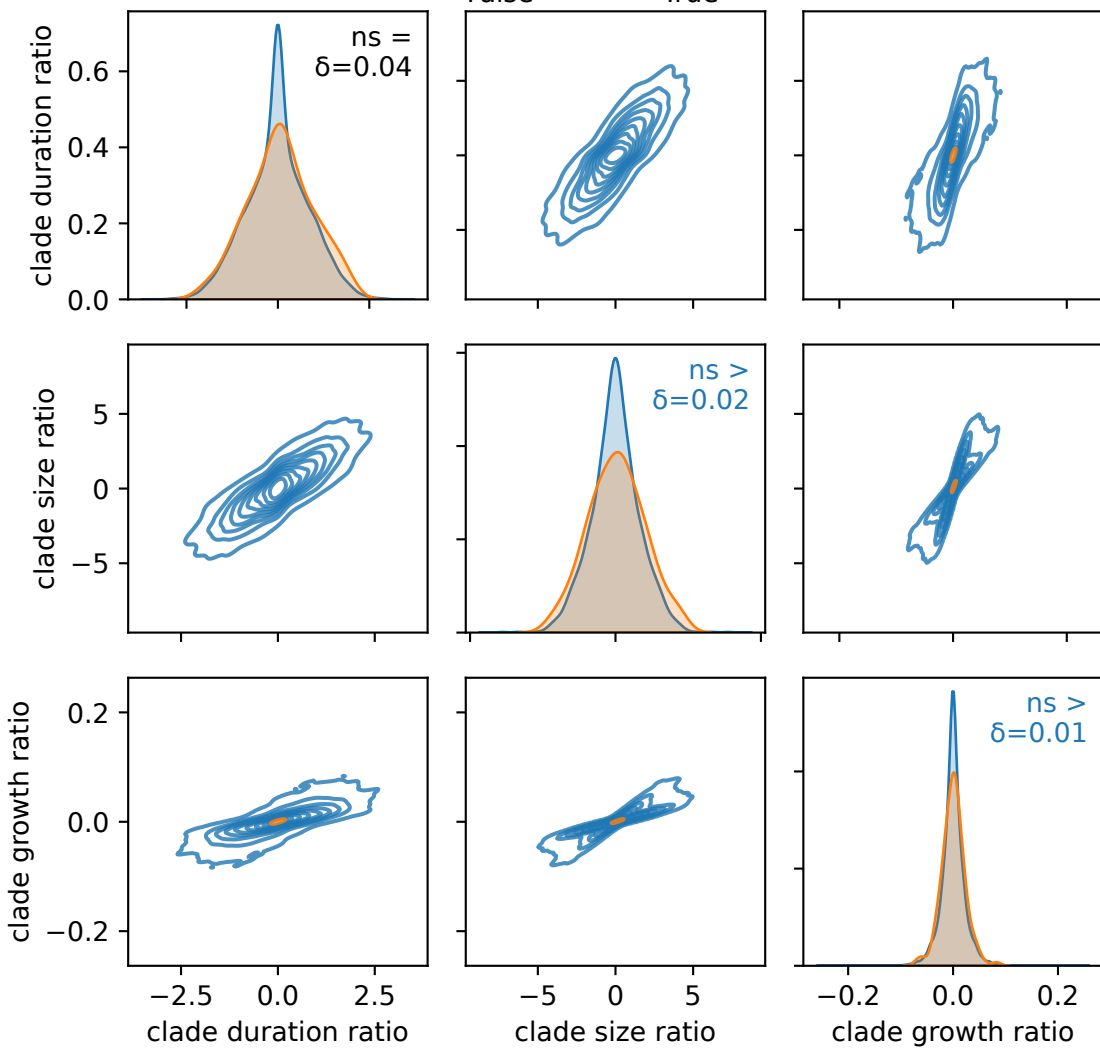 clade duration ratio
0.6
0.4
0.2
0.0
ns =
δ=0.04
clade size ratio
5
0
−5
ns >
δ=0.02
clade growth ratio
0.2
0.0
−0.2
ns >
δ=0.01
−2.5 0.0 2.5
−5 0 5
−0.2 0.0 0.2
clade duration ratio
clade size ratio
clade growth ratio